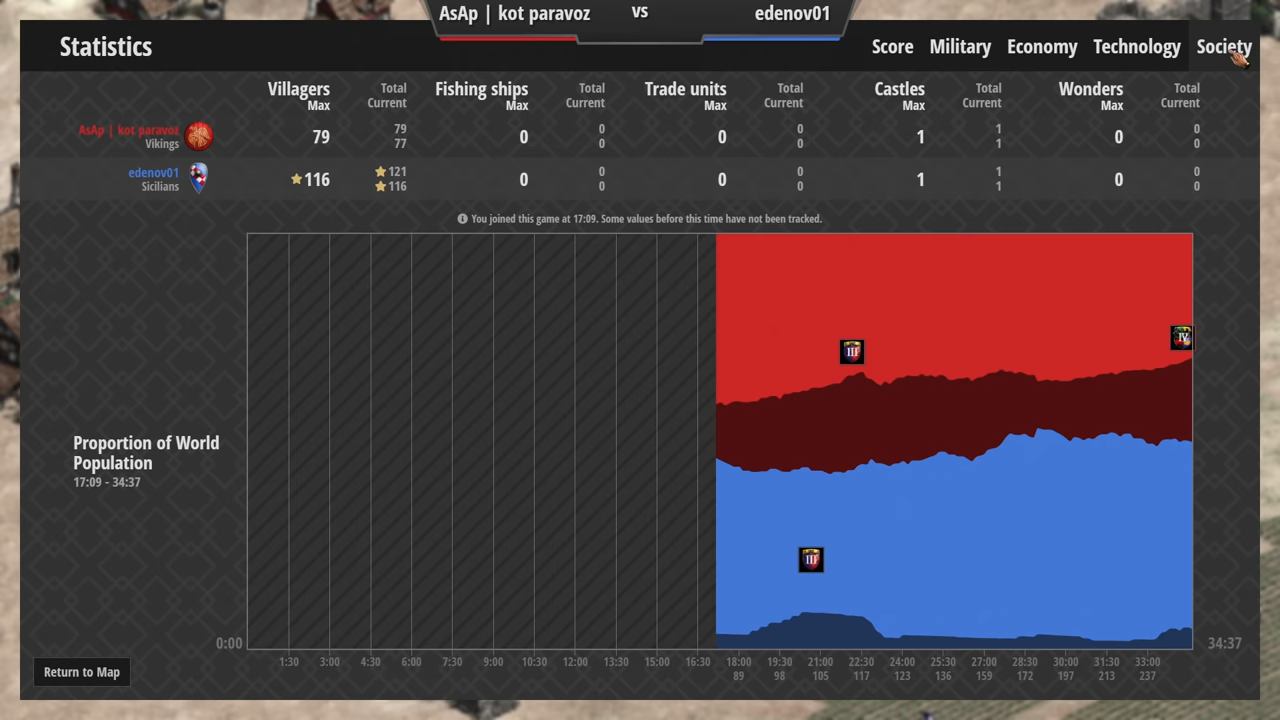 AsAp | kot paravoz VS edenov01
Statistics
Score Military Economy Technology Society
Villagers Total Fishing ships Total Trade units Total Castles Total Wonders Total
Max Current Max Current Max Current Max Current Max Current
AsAp | kot paravoz
Vikings
79 79 0 0 0 0 1 1 0 0
77 0 0 1 0
edenov01
Sicilians
116 121 0 0 0 0 1 1 0 0
116 0 0 1 0
You joined this game at 17:09. Some values before this time have not been tracked.
IV
III
Proportion of World
Population
17:09 - 34:37
III
0:00 34:37
1:30 3:00 4:30 6:00 7:30 9:00 10:30 12:00 13:30 15:00 16:30 18:00 19:30 21:00 22:30 24:00 25:30 27:00 28:30 30:00 31:30 33:00
89 98 105 117 123 136 159 172 197 213 237
Return to Map